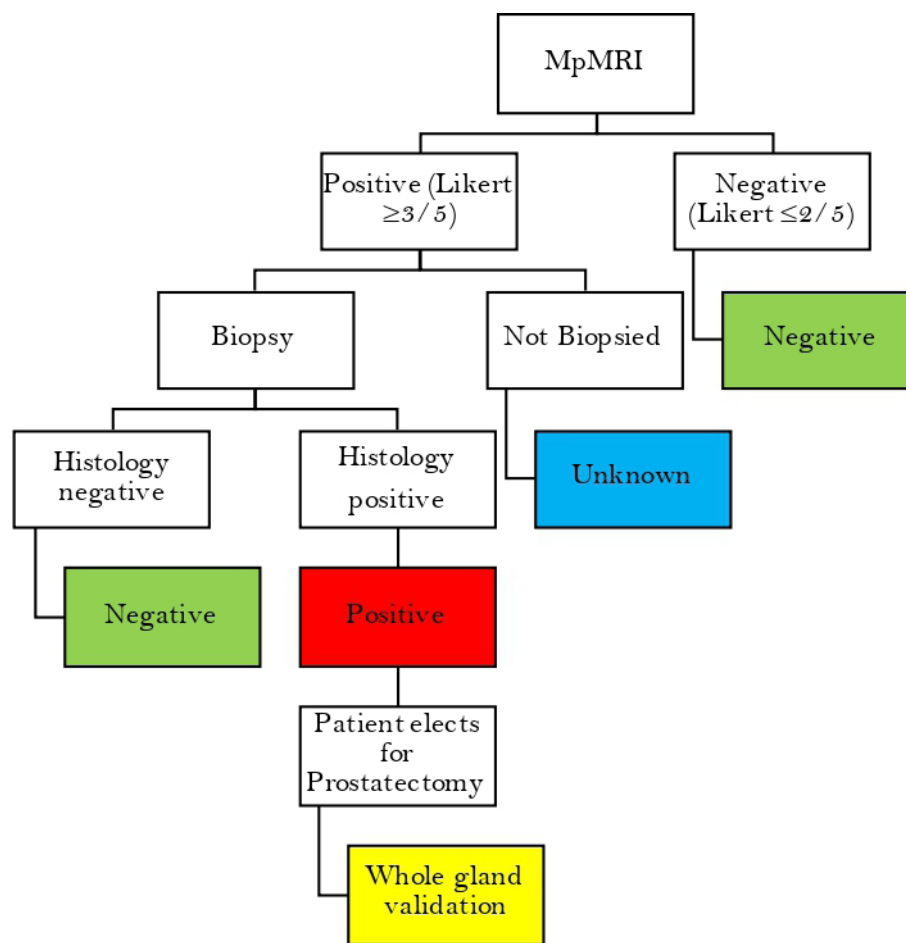 MpMRI
Positive (Likert
≥3/5)
Negative
(Likert ≤2/5)
Biopsy
Not Biopsied
Negative
Histology
negative
Histology
positive
Unknown
Negative
Positive
Patient elects
for
Prostatectomy
Whole gland
validation